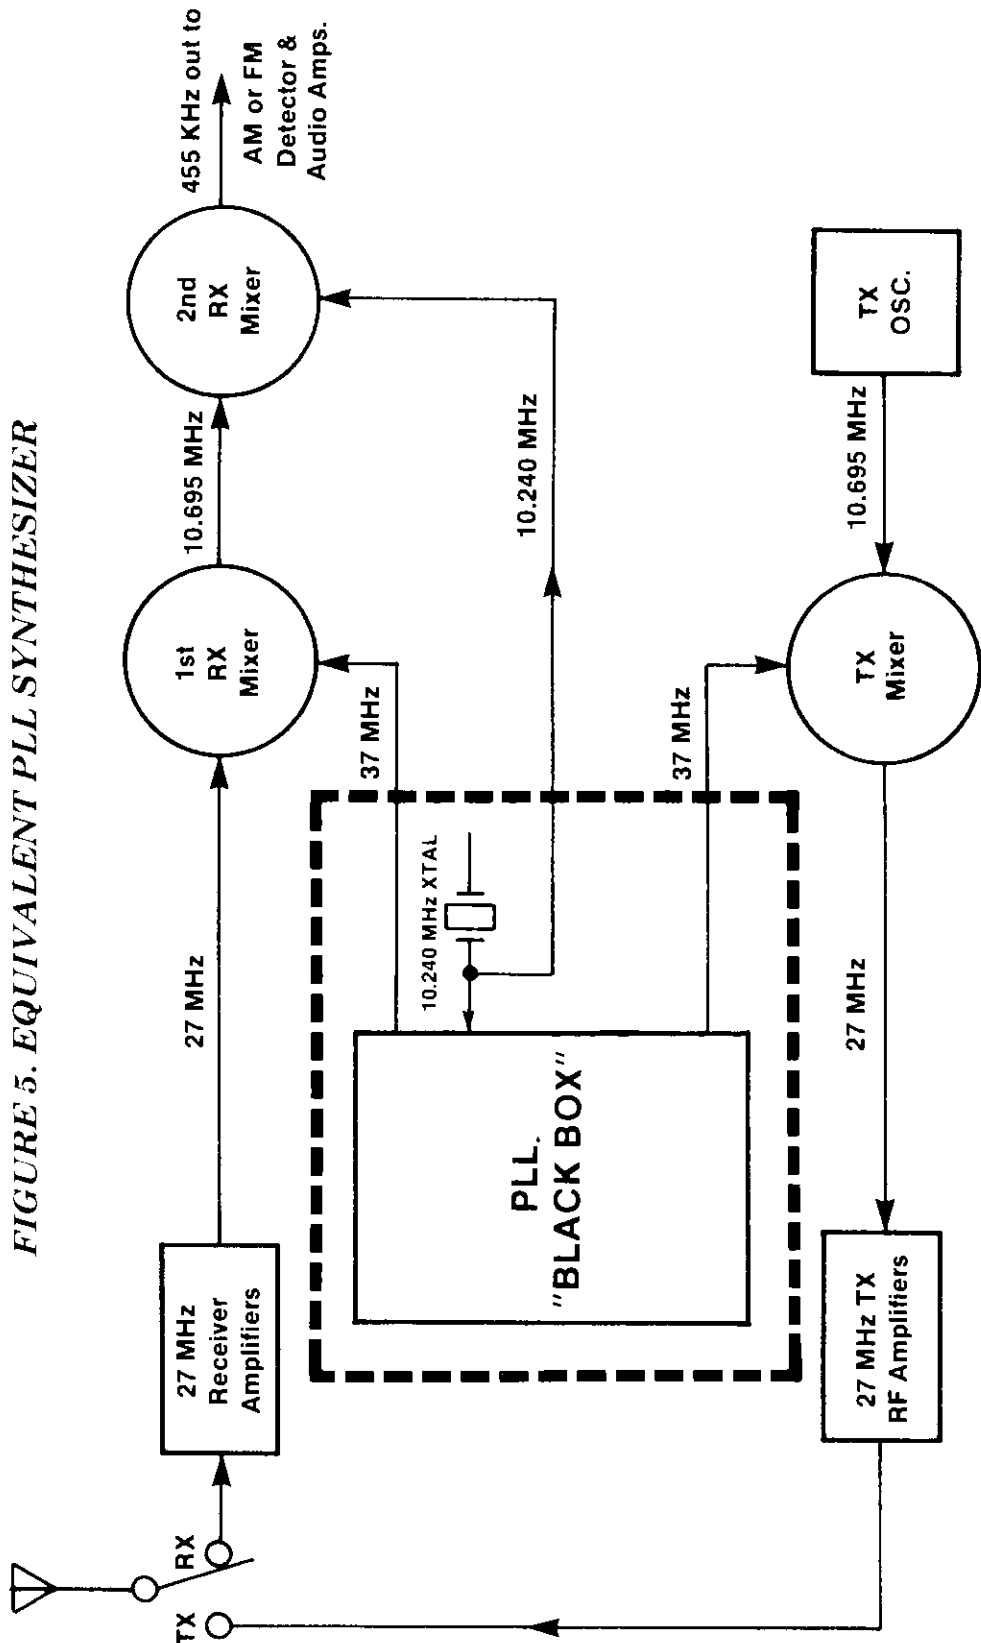 FIGURE 5. EQUIVALENT PLL SYNTHESIZER
TX
RX
27 MHz
Receiver
Amplifiers
27 MHz
1st
RX
Mixer
10.695 MHz
2nd
RX
Mixer
455 KHz out to
AM or FM
Detector &
Audio Amps.
37 MHz
10.240 MHz XTAL
10.240 MHz
PLL.
"BLACK BOX"
37 MHz
27 MHz TX
RF Amplifiers
27 MHz
TX
Mixer
10.695 MHz
TX
OSC.